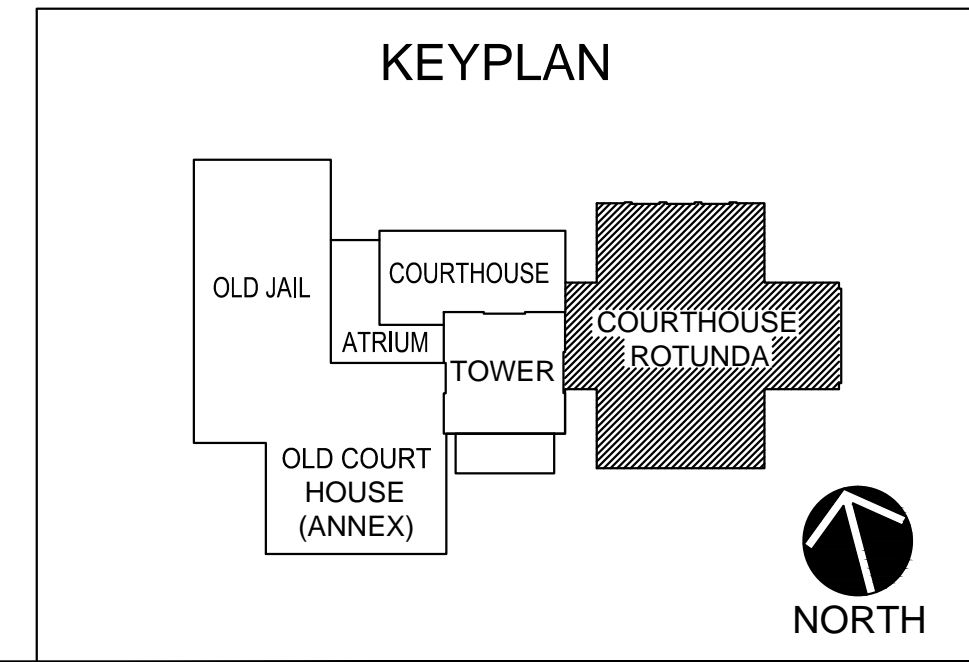 KEYPLAN
OLD JAIL
COURTHOUSE
ATRIUM
TOWER
COURTHOUSE
ROTUNDA
OLD COURT
HOUSE
(ANNEX)
NORTH